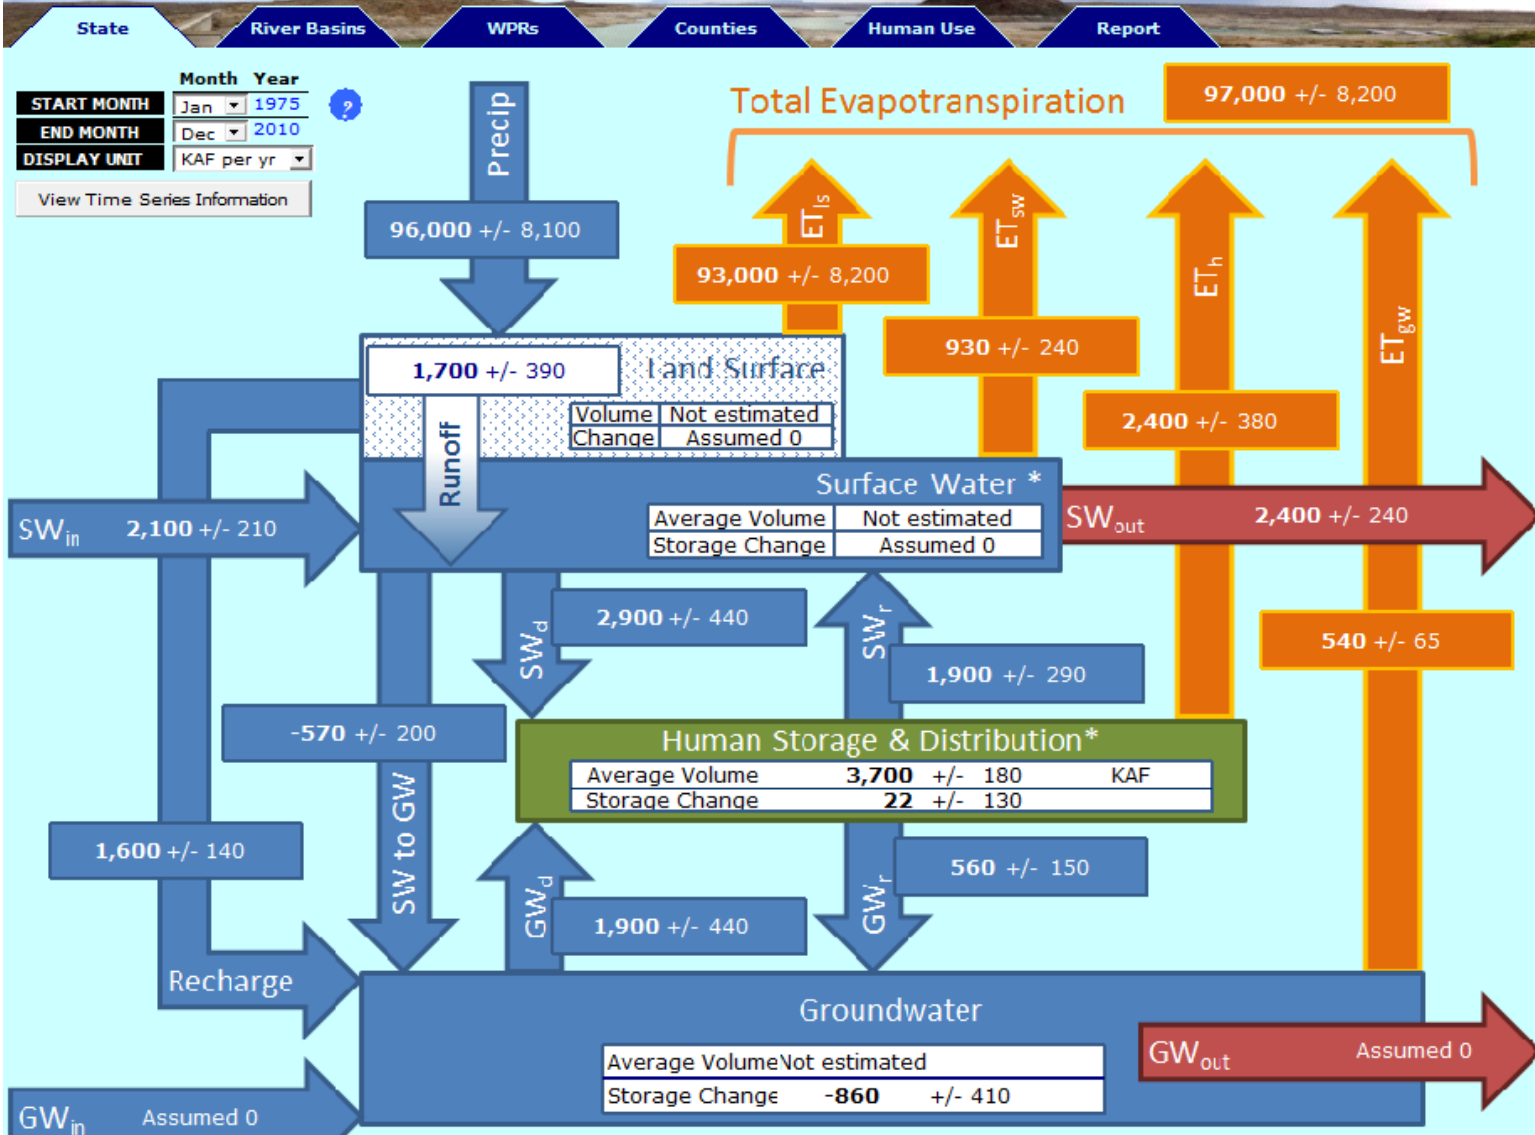 State River Basins WPRs Counties Human Use Report
Month Year
START MONTH Jan 1975
?
END MONTH Dec 2010
DISPLAY UNIT KAF per yr
View Time Series Information
Precip
96,000 +/- 8,100
Total Evapotranspiration
97,000 +/- 8,200
ETls
93,000 +/- 8,200
ETsw
930 +/- 240
ETh
2,400 +/- 380
ETgw
540 +/- 65
1,700 +/- 390
Land Surface
Volume Not estimated
Change Assumed 0
Runoff
Surface Water *
Average Volume Not estimated
Storage Change Assumed 0
SWin 2,100 +/- 210
SWout 2,400 +/- 240
SWd
2,900 +/- 440
SWr
1,900 +/- 290
-570 +/- 200
SW to GW
Human Storage & Distribution*
Average Volume 3,700 +/- 180 KAF
Storage Change 22 +/- 130
1,600 +/- 140
Recharge
GWd
1,900 +/- 440
GWr
560 +/- 150
Groundwater
Average Volume Not estimated
Storage Change -860 +/- 410
GWout Assumed 0
GWin Assumed 0